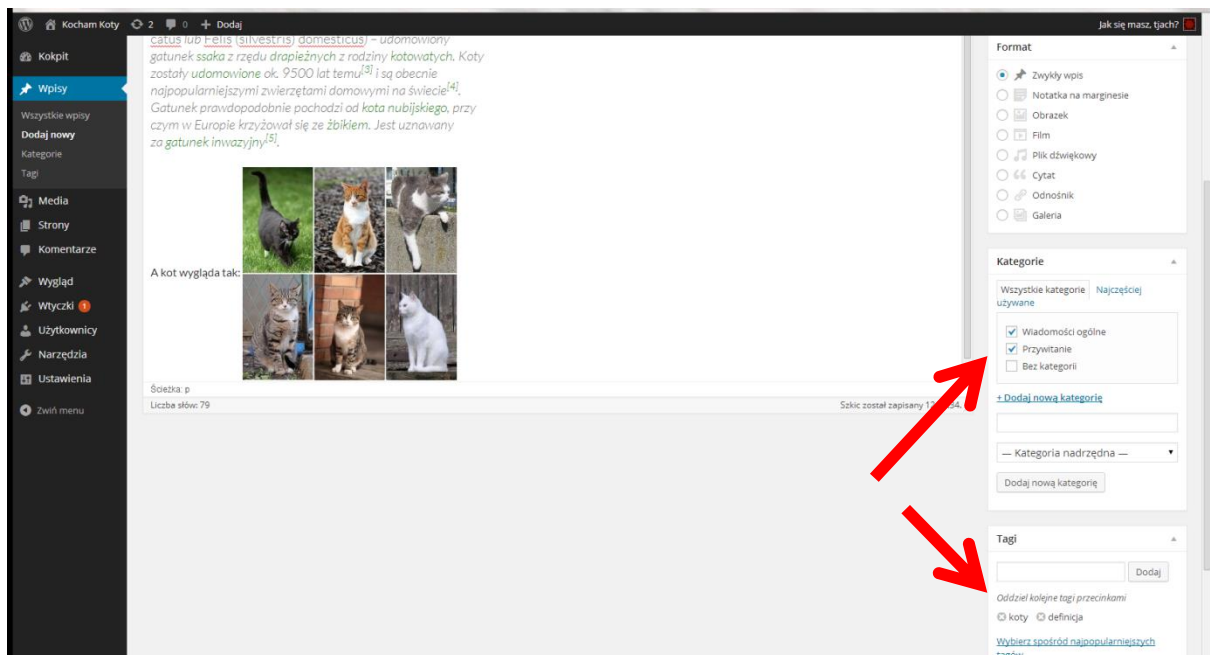 Kocham Koty 2 0 + Dodaj
Jak się masz, tjach?
Kokpit
Wpisy
Wszystkie wpisy
Dodaj nowy
Kategorie
Tagi
Media
Strony
Komentarze
Wygląd
Wtyczki 1
Użytkownicy
Narzędzia
Ustawienia
Zwiń menu
catus lub Felis (silvestris) domesticus) – udomowiony
gatunek ssaka z rzędu drapieżnych z rodziny kotowatych. Koty
zostały udomowione ok. 9500 lat temu[3] i są obecnie
najpopularniejszymi zwierzętami domowymi na świecie[4].
Gatunek prawdopodobnie pochodzi od kota nubijskiego, przy
czym w Europie krzyżował się ze żbikiem. Jest uznawany
za gatunek inwazyjny[5].
A kot wygląda tak:
Ścieżka: p
Liczba słów: 79
Szkic został zapisany
Format
Zwykły wpis
Notatka na marginesie
Obrazek
Film
Plik dźwiękowy
Cytat
Odnośnik
Galeria
Kategorie
Wszystkie kategorie Najczęściej
używane
Wiadomości ogólne
Przywitanie
Bez kategorii
+ Dodaj nową kategorię
— Kategoria nadrzędna —
Dodaj nową kategorię
Tagi
Dodaj
Oddziel kolejne tagi przecinkami
koty definicja
Wybierz spośród najpopularniejszych
tagów